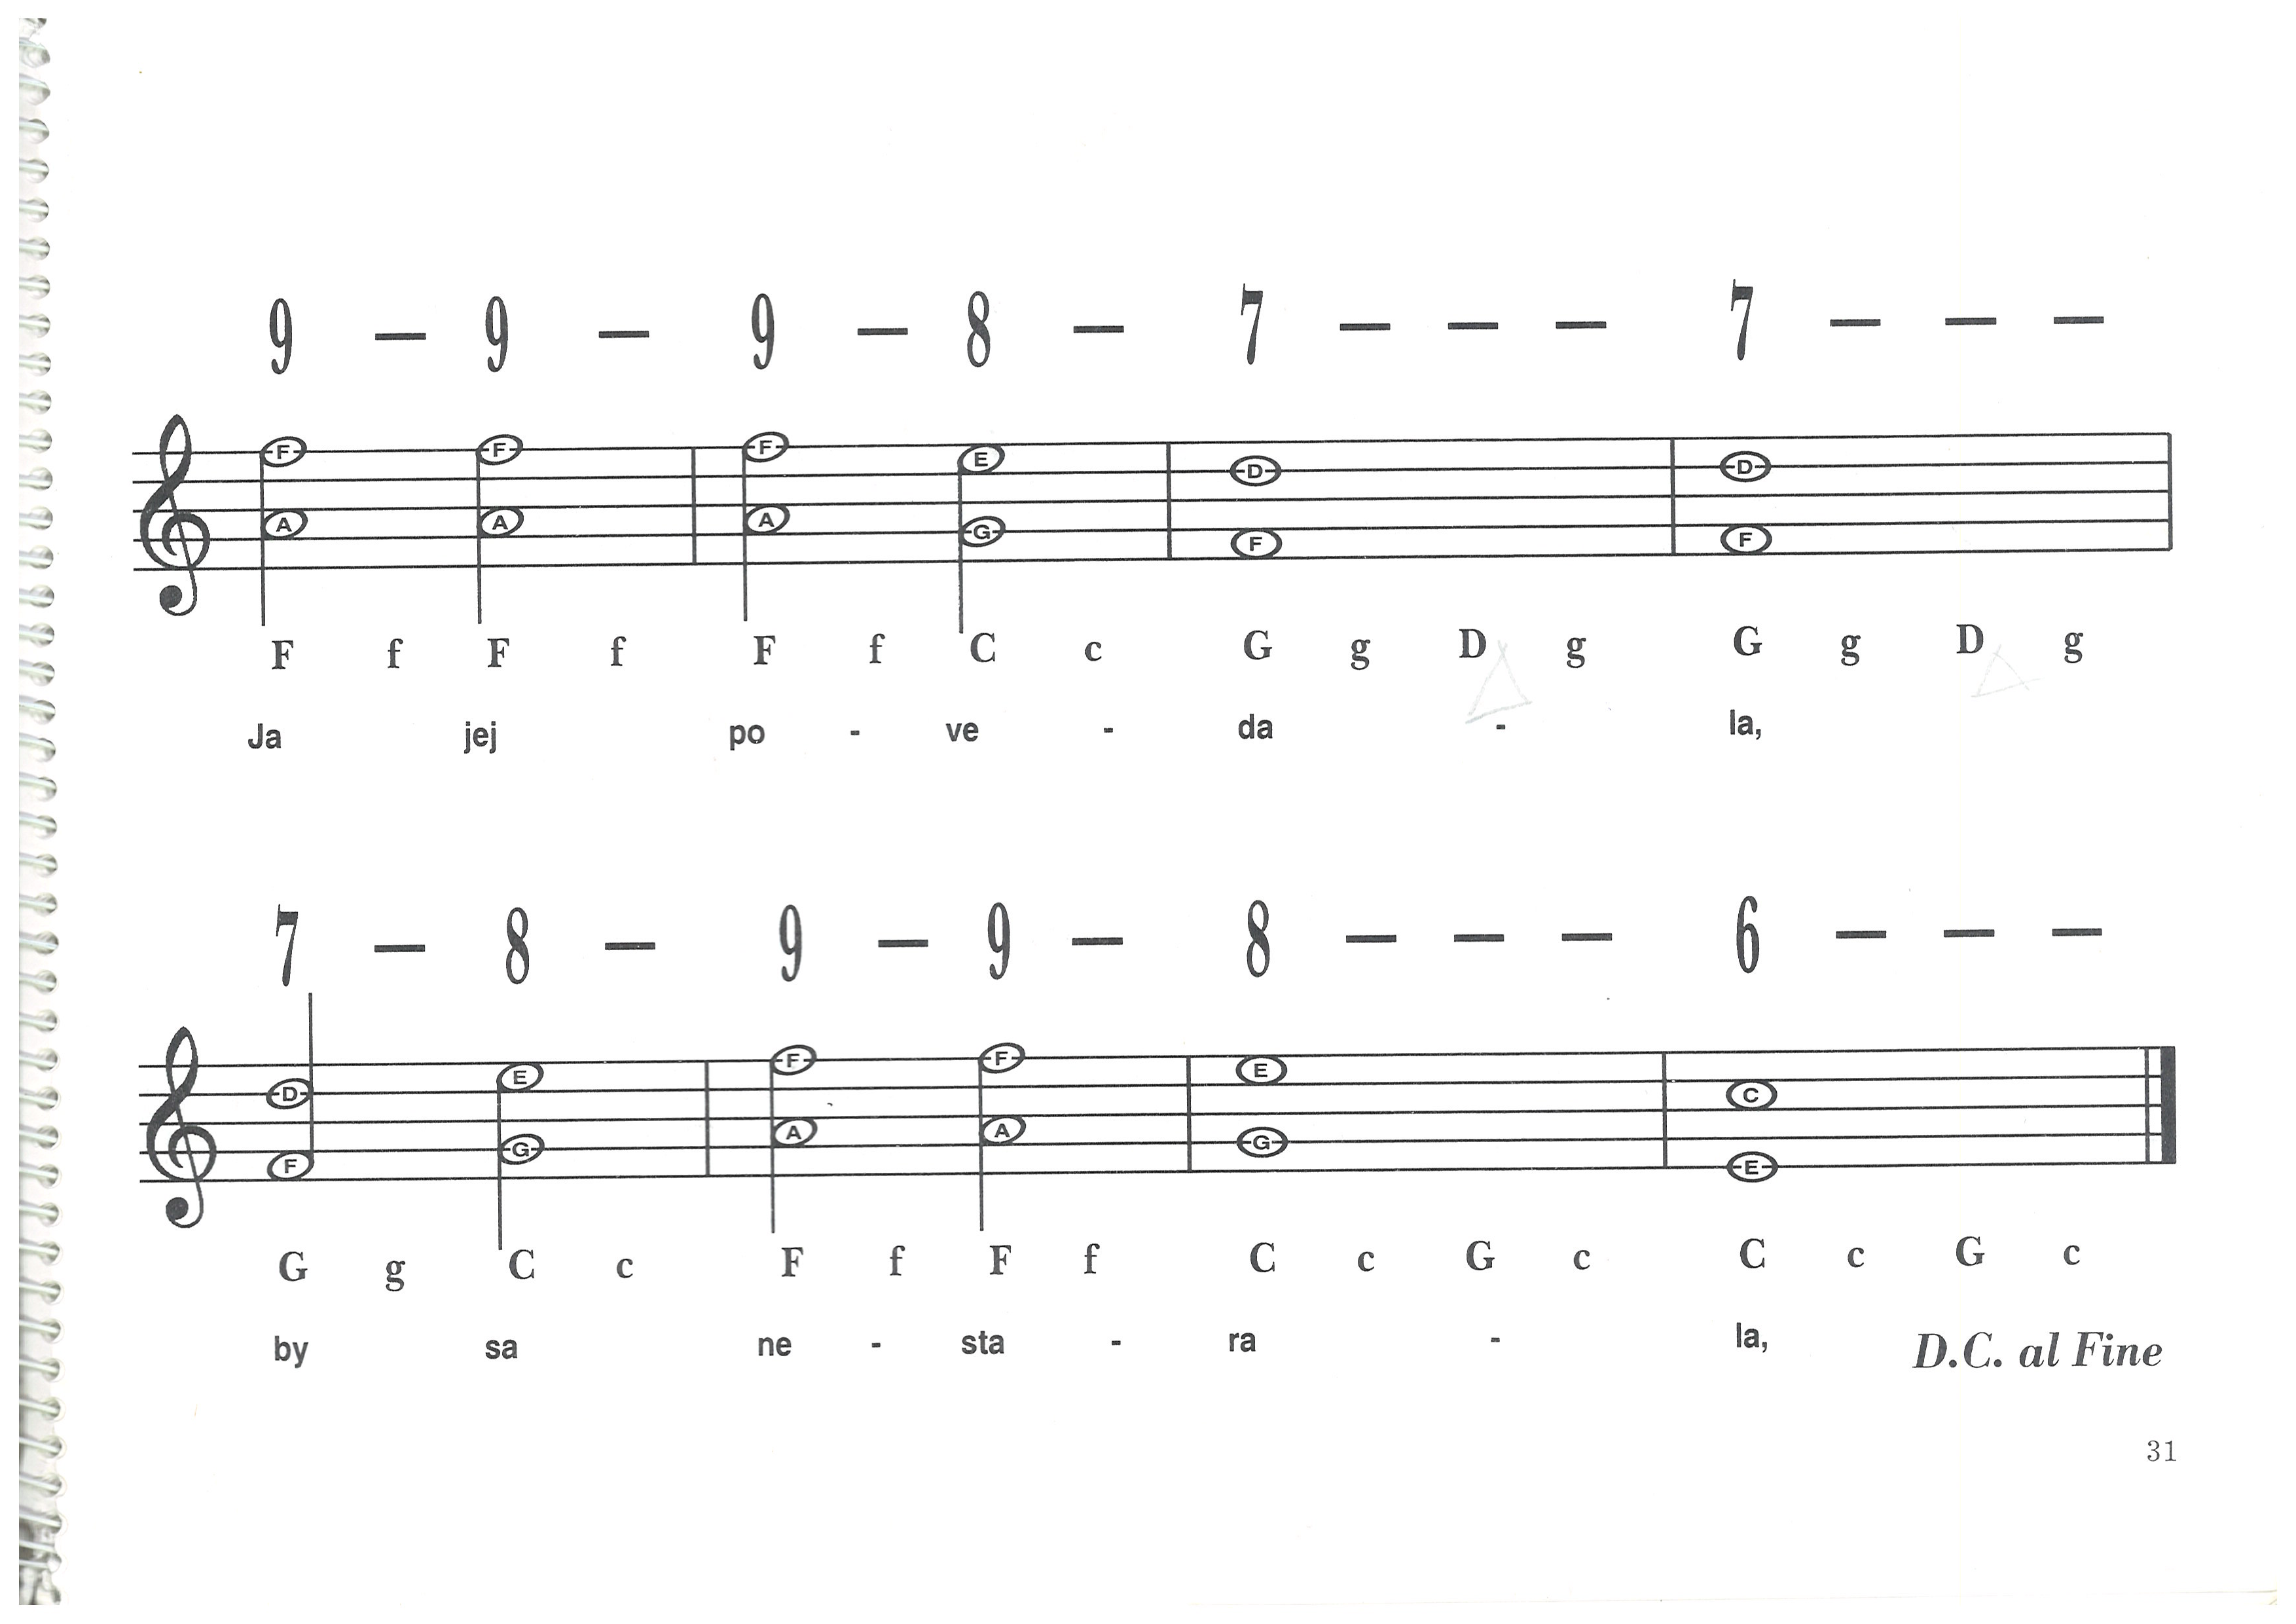 9 – 9 – 9 – 8 – 7 – – – 7 – – –
F F F E D D
A A A G F F
F f F f F f C c G g D g G g D g
Ja jej po - ve - da - la,
7 – 8 – 9 – 9 – 8 – – – 6 – – –
D E F F E C
F G A A G E
G g C c F f F f C c G c C c G c
by sa ne - sta - ra - la, D.C. al Fine
31